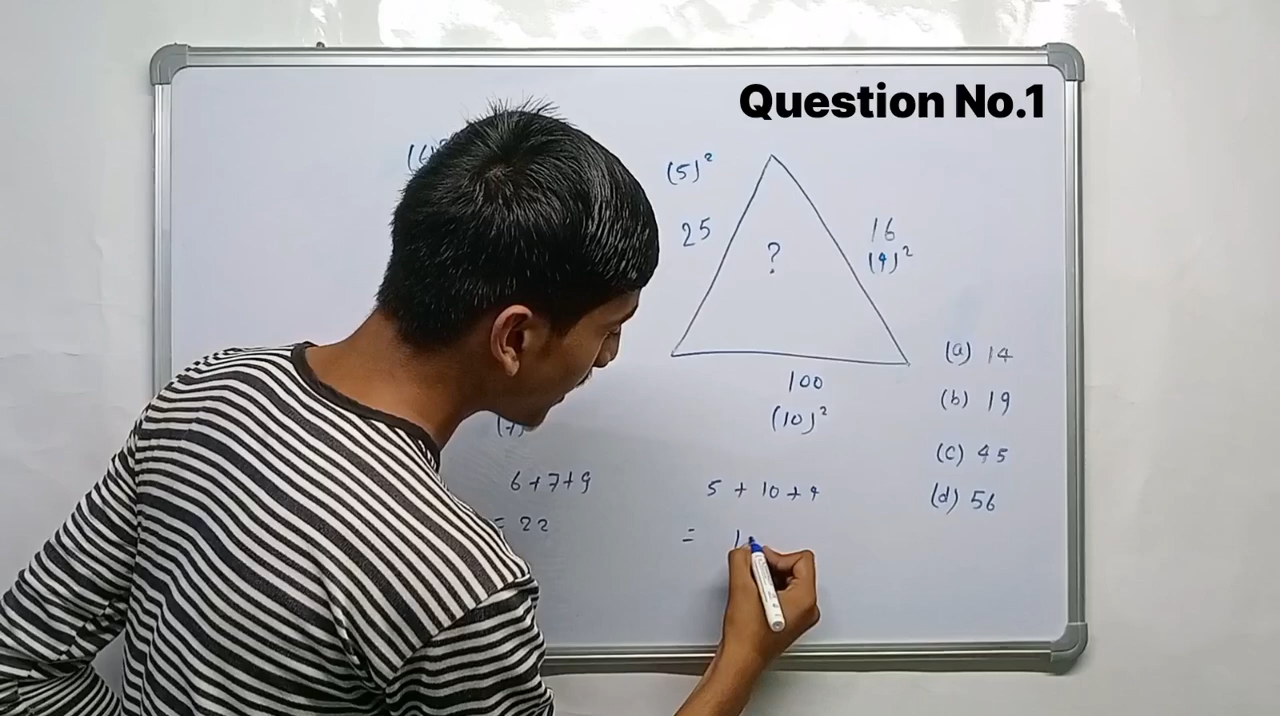 Question No.1
(5)²
25
?
16
(4)²
100
(10)²
(a) 14
(b) 19
(c) 45
(d) 56
(7)
6+7+9
= 22
5 + 10 + 4
=